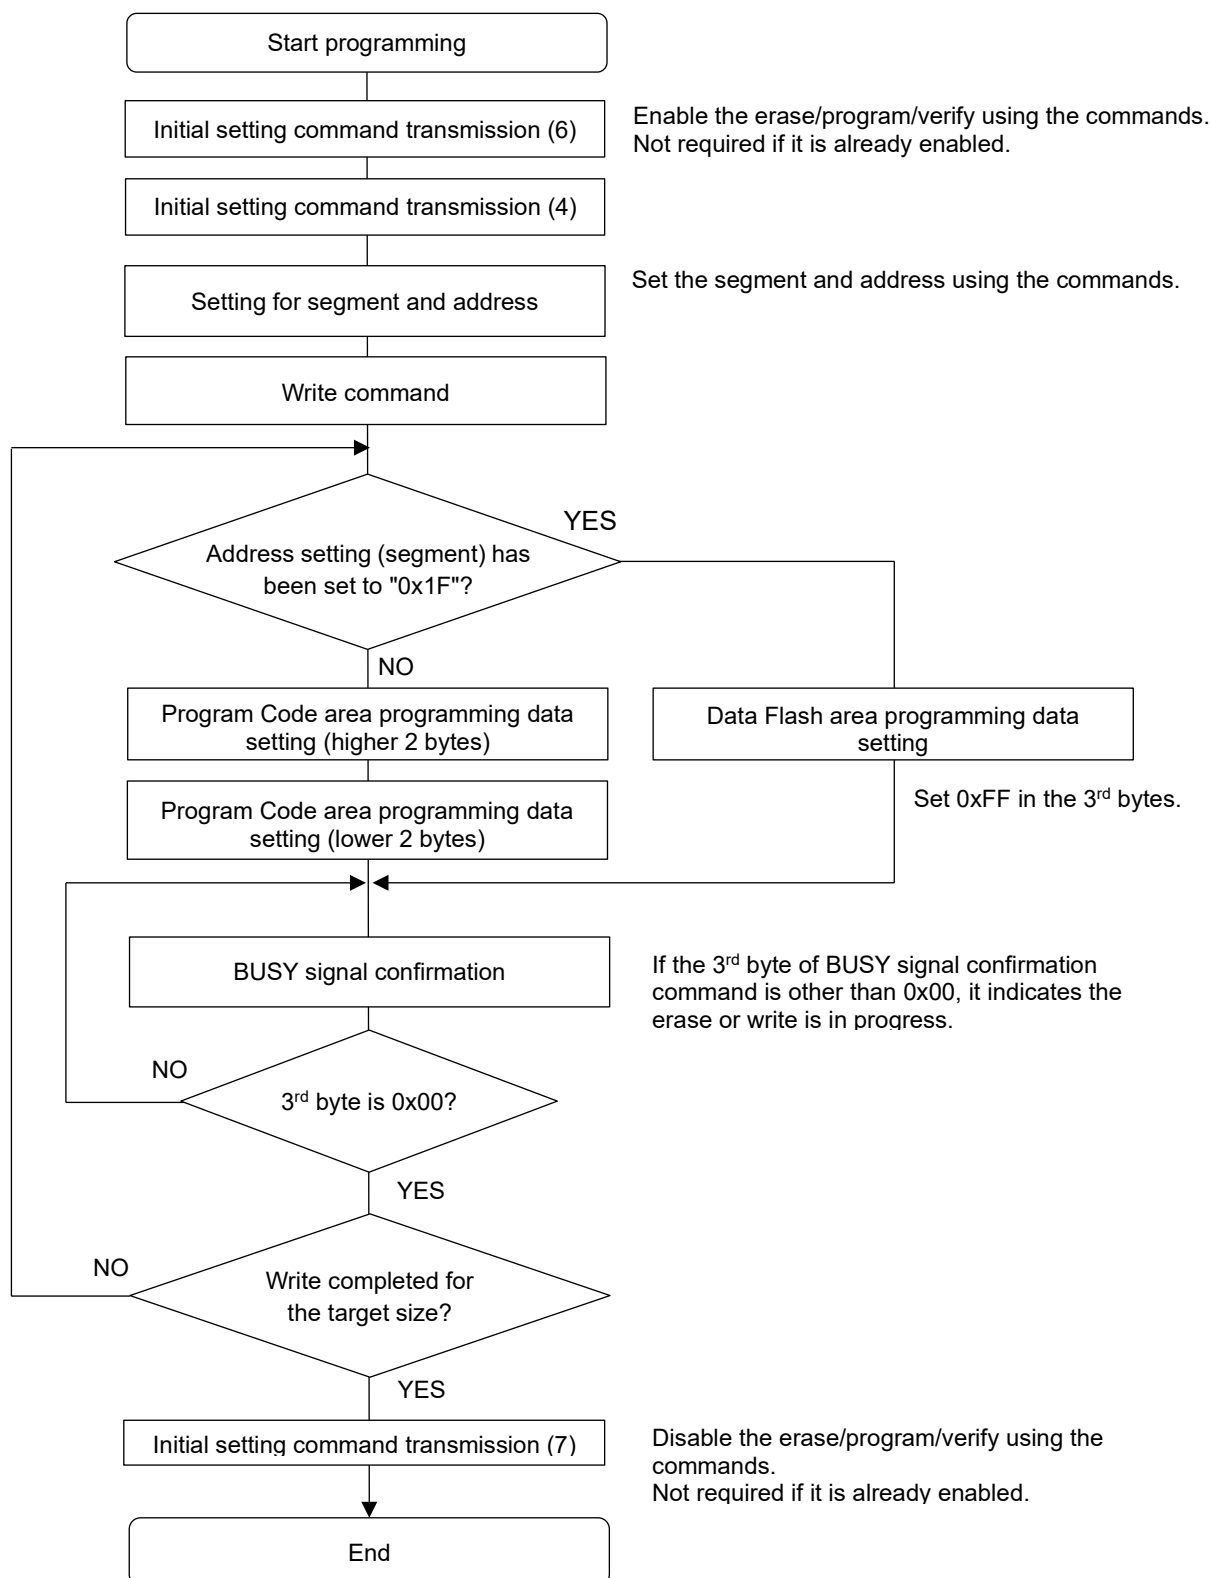 Start programming
Initial setting command transmission (6)
Enable the erase/program/verify using the commands.
Not required if it is already enabled.
Initial setting command transmission (4)
Setting for segment and address
Set the segment and address using the commands.
Write command
YES
Address setting (segment) has
been set to "0x1F"?
NO
Program Code area programming data
setting (higher 2 bytes)
Data Flash area programming data
setting
Set 0xFF in the 3rd bytes.
Program Code area programming data
setting (lower 2 bytes)
BUSY signal confirmation
If the 3rd byte of BUSY signal confirmation
command is other than 0x00, it indicates the
erase or write is in progress.
NO
3rd byte is 0x00?
YES
NO
Write completed for
the target size?
YES
Initial setting command transmission (7)
Disable the erase/program/verify using the
commands.
Not required if it is already enabled.
End